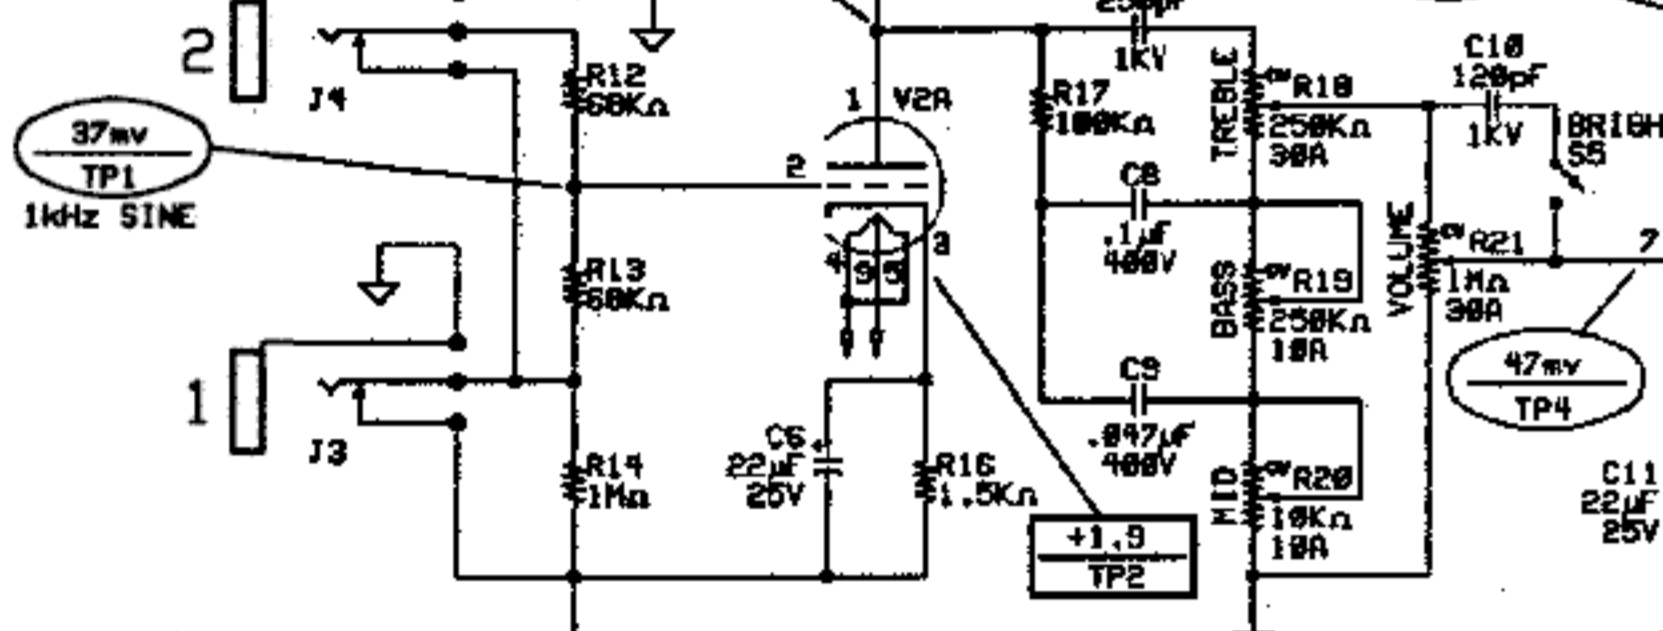 2
J4
R12
68KΩ
37mv
TP1
1kHz SINE
R13
68KΩ
1
J3
R14
1MΩ
1
V2A
2
3
4
9
5
C6
+
22µF
25V
R16
1.5KΩ
+1.9
TP2
250pF
1KV
R17
100KΩ
C8
.1µF
400V
C9
.047µF
400V
TREBLE
R18
250KΩ
30A
BASS
R19
250KΩ
10A
MID
R20
10KΩ
10A
C10
120pF
1KV
BRIGH
S5
VOLUME
R21
1MΩ
30A
7
47mv
TP4
C11
22µF
25V